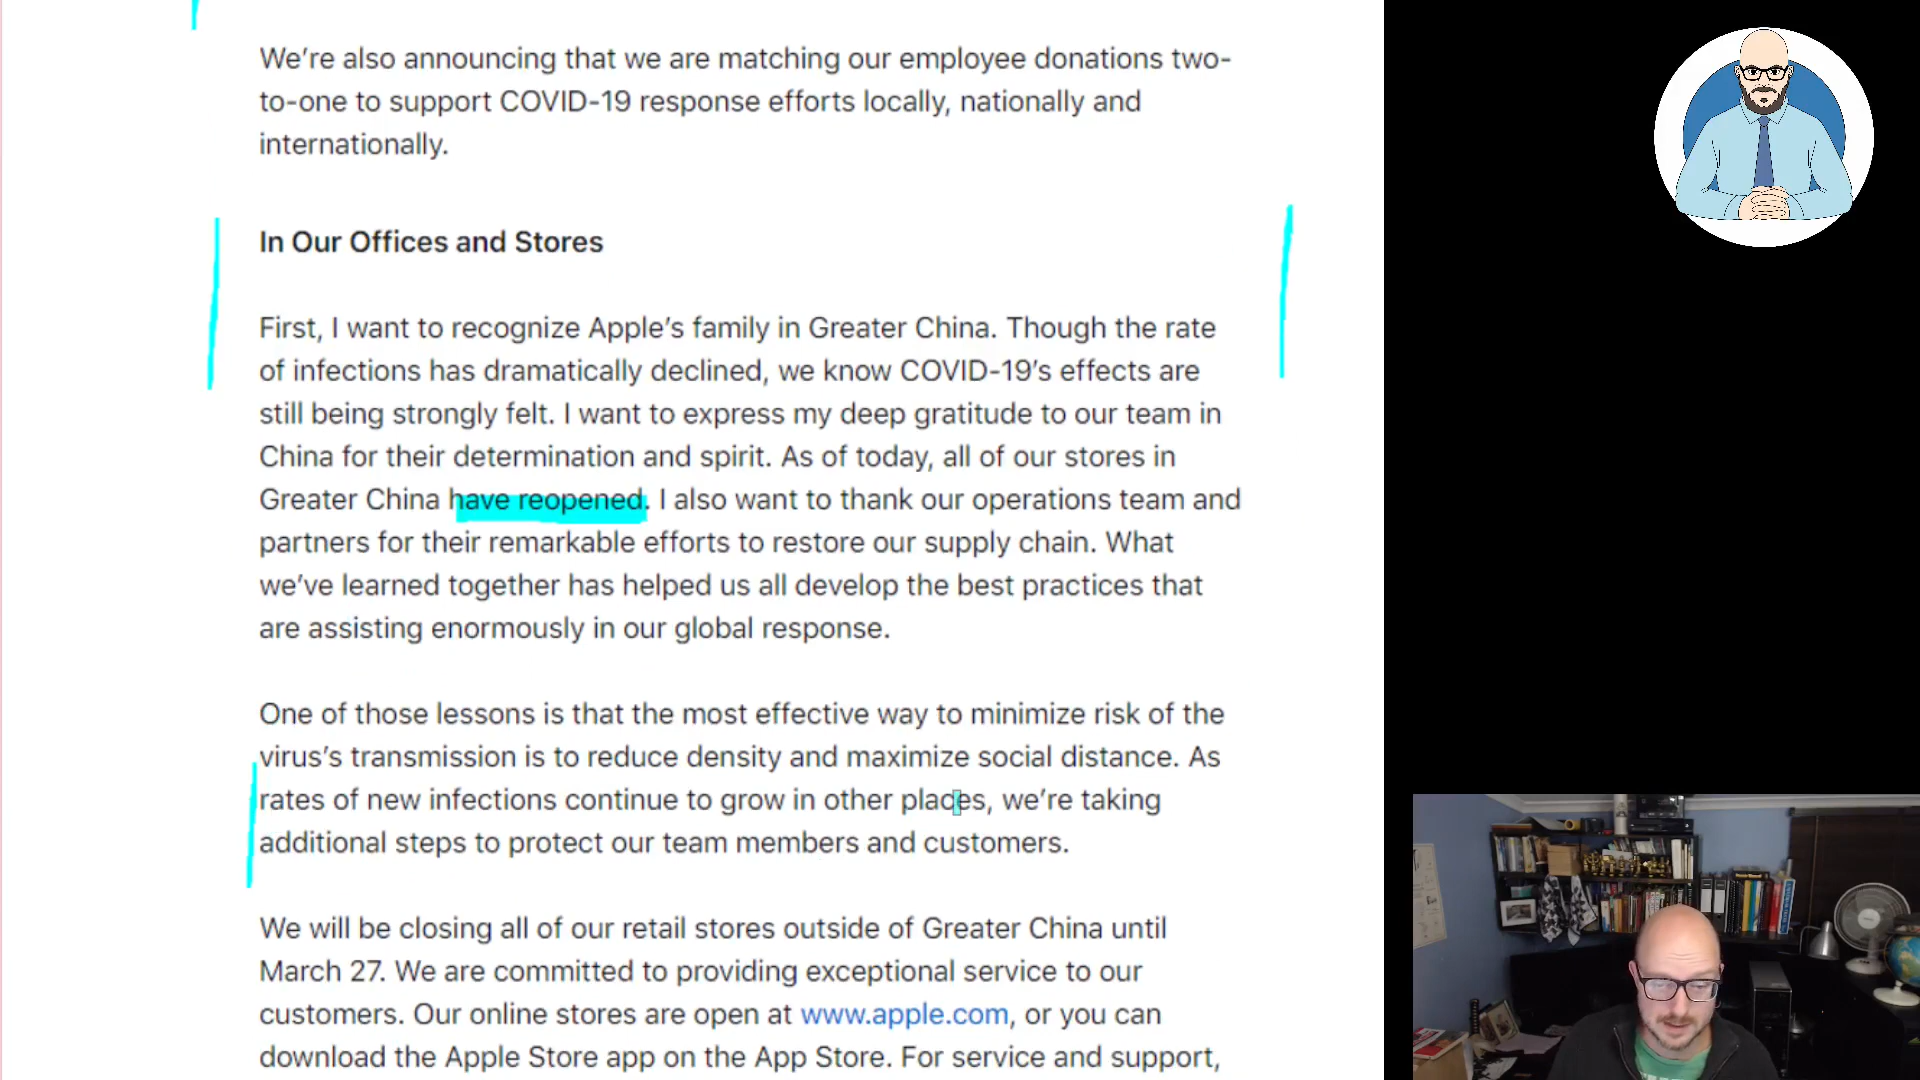 We’re also announcing that we are matching our employee donations two-
to-one to support COVID-19 response efforts locally, nationally and
internationally.
In Our Offices and Stores
First, I want to recognize Apple’s family in Greater China. Though the rate
of infections has dramatically declined, we know COVID-19’s effects are
still being strongly felt. I want to express my deep gratitude to our team in
China for their determination and spirit. As of today, all of our stores in
Greater China have reopened. I also want to thank our operations team and
partners for their remarkable efforts to restore our supply chain. What
we’ve learned together has helped us all develop the best practices that
are assisting enormously in our global response.
One of those lessons is that the most effective way to minimize risk of the
virus’s transmission is to reduce density and maximize social distance. As
rates of new infections continue to grow in other places, we’re taking
additional steps to protect our team members and customers.
We will be closing all of our retail stores outside of Greater China until
March 27. We are committed to providing exceptional service to our
customers. Our online stores are open at www.apple.com, or you can
download the Apple Store app on the App Store. For service and support,